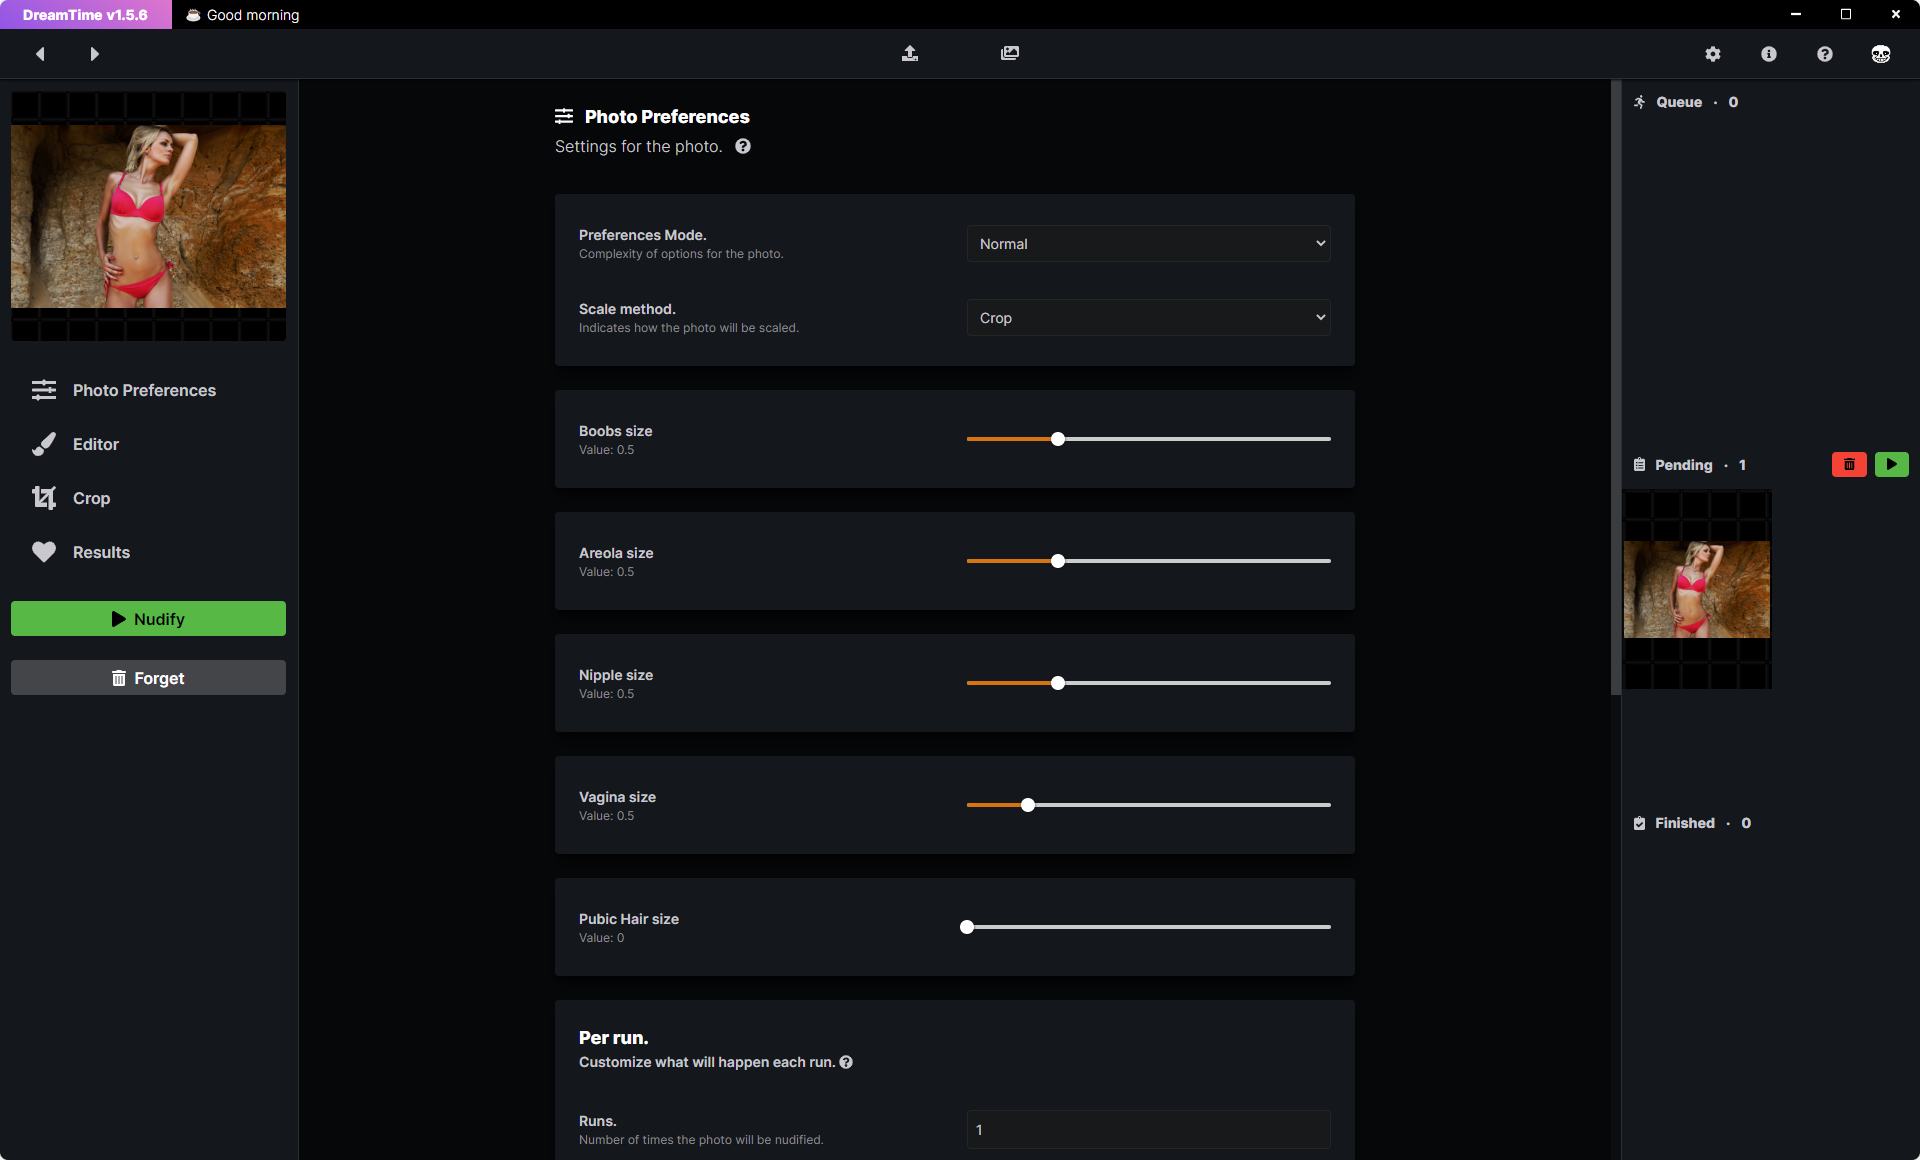 DreamTime v1.5.6
Good morning
Photo Preferences
Settings for the photo.
Preferences Mode.
Complexity of options for the photo.
Normal
Scale method.
Indicates how the photo will be scaled.
Crop
Boobs size
Value: 0.5
Areola size
Value: 0.5
Nipple size
Value: 0.5
Vagina size
Value: 0.5
Pubic Hair size
Value: 0
Per run.
Customize what will happen each run.
Runs.
Number of times the photo will be nudified.
1
Photo Preferences
Editor
Crop
Results
Nudify
Forget
Queue · 0
Pending · 1
Finished · 0